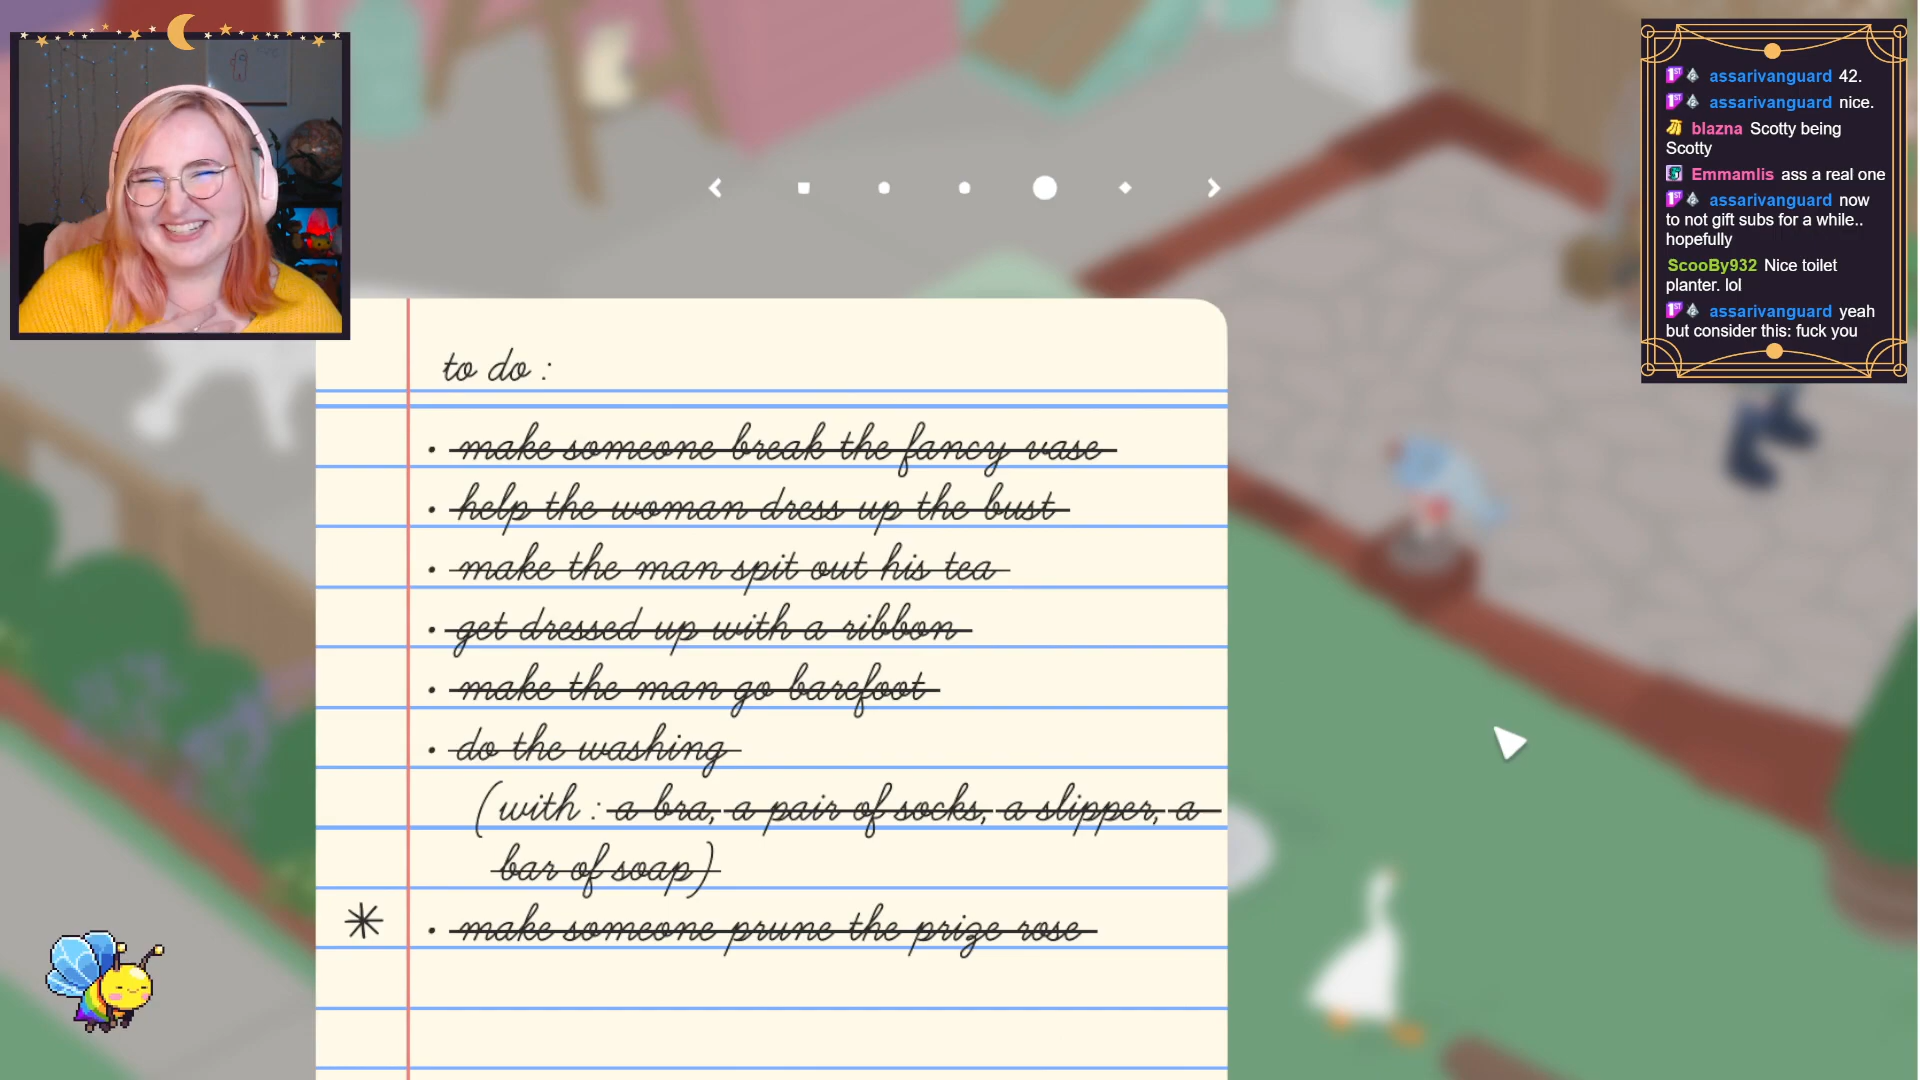 to do :
• make someone break the fancy vase
• help the woman dress up the bust
• make the man spit out his tea
• get dressed up with a ribbon
• make the man go barefoot
• do the washing
(with : a bra, a pair of socks, a slipper, a
bar of soap)
• make someone prune the prize rose
assarivanguard 42.
assarivanguard nice.
blazna Scotty being
Scotty
Emmamlis ass a real one
assarivanguard now
to not gift subs for a while..
hopefully
ScooBy932 Nice toilet
planter. lol
assarivanguard yeah
but consider this: fuck you